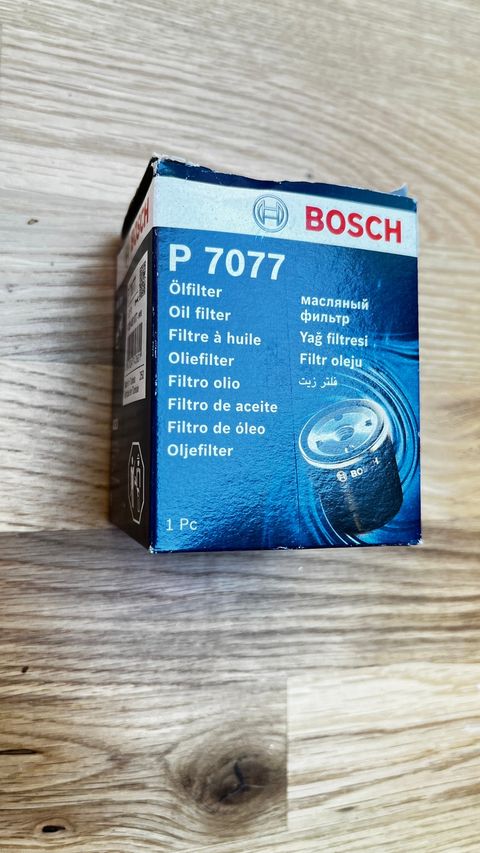 BOSCH
P 7077
Ölfilter
Oil filter
Filtre à huile
Oliefilter
Filtro olio
Filtro de aceite
Filtro de óleo
Oljefilter
масляный
фильтр
Yağ filtresi
Filtr oleju
فلتر زيت
1 Pc
BOSCH